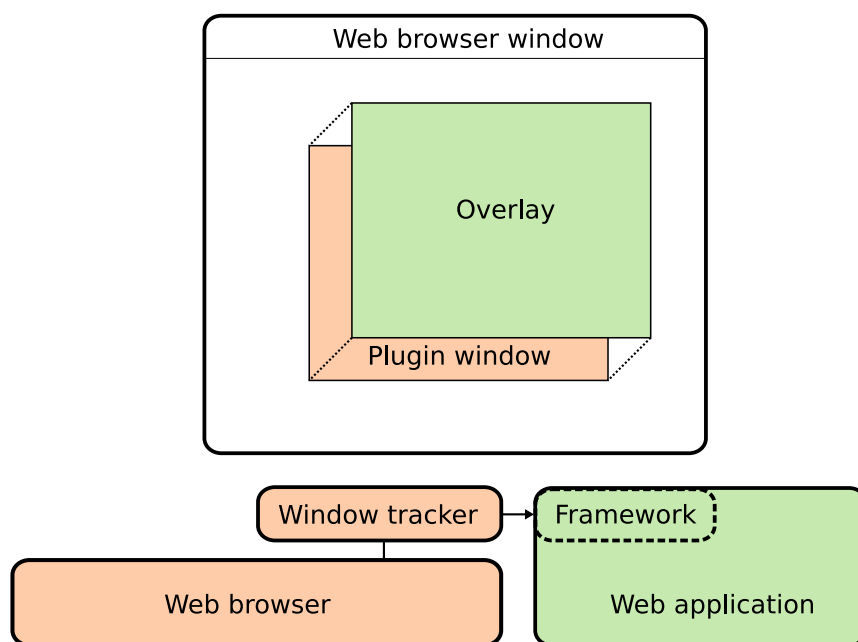 Web browser window
Overlay
Plugin window
Window tracker
Framework
Web browser
Web application